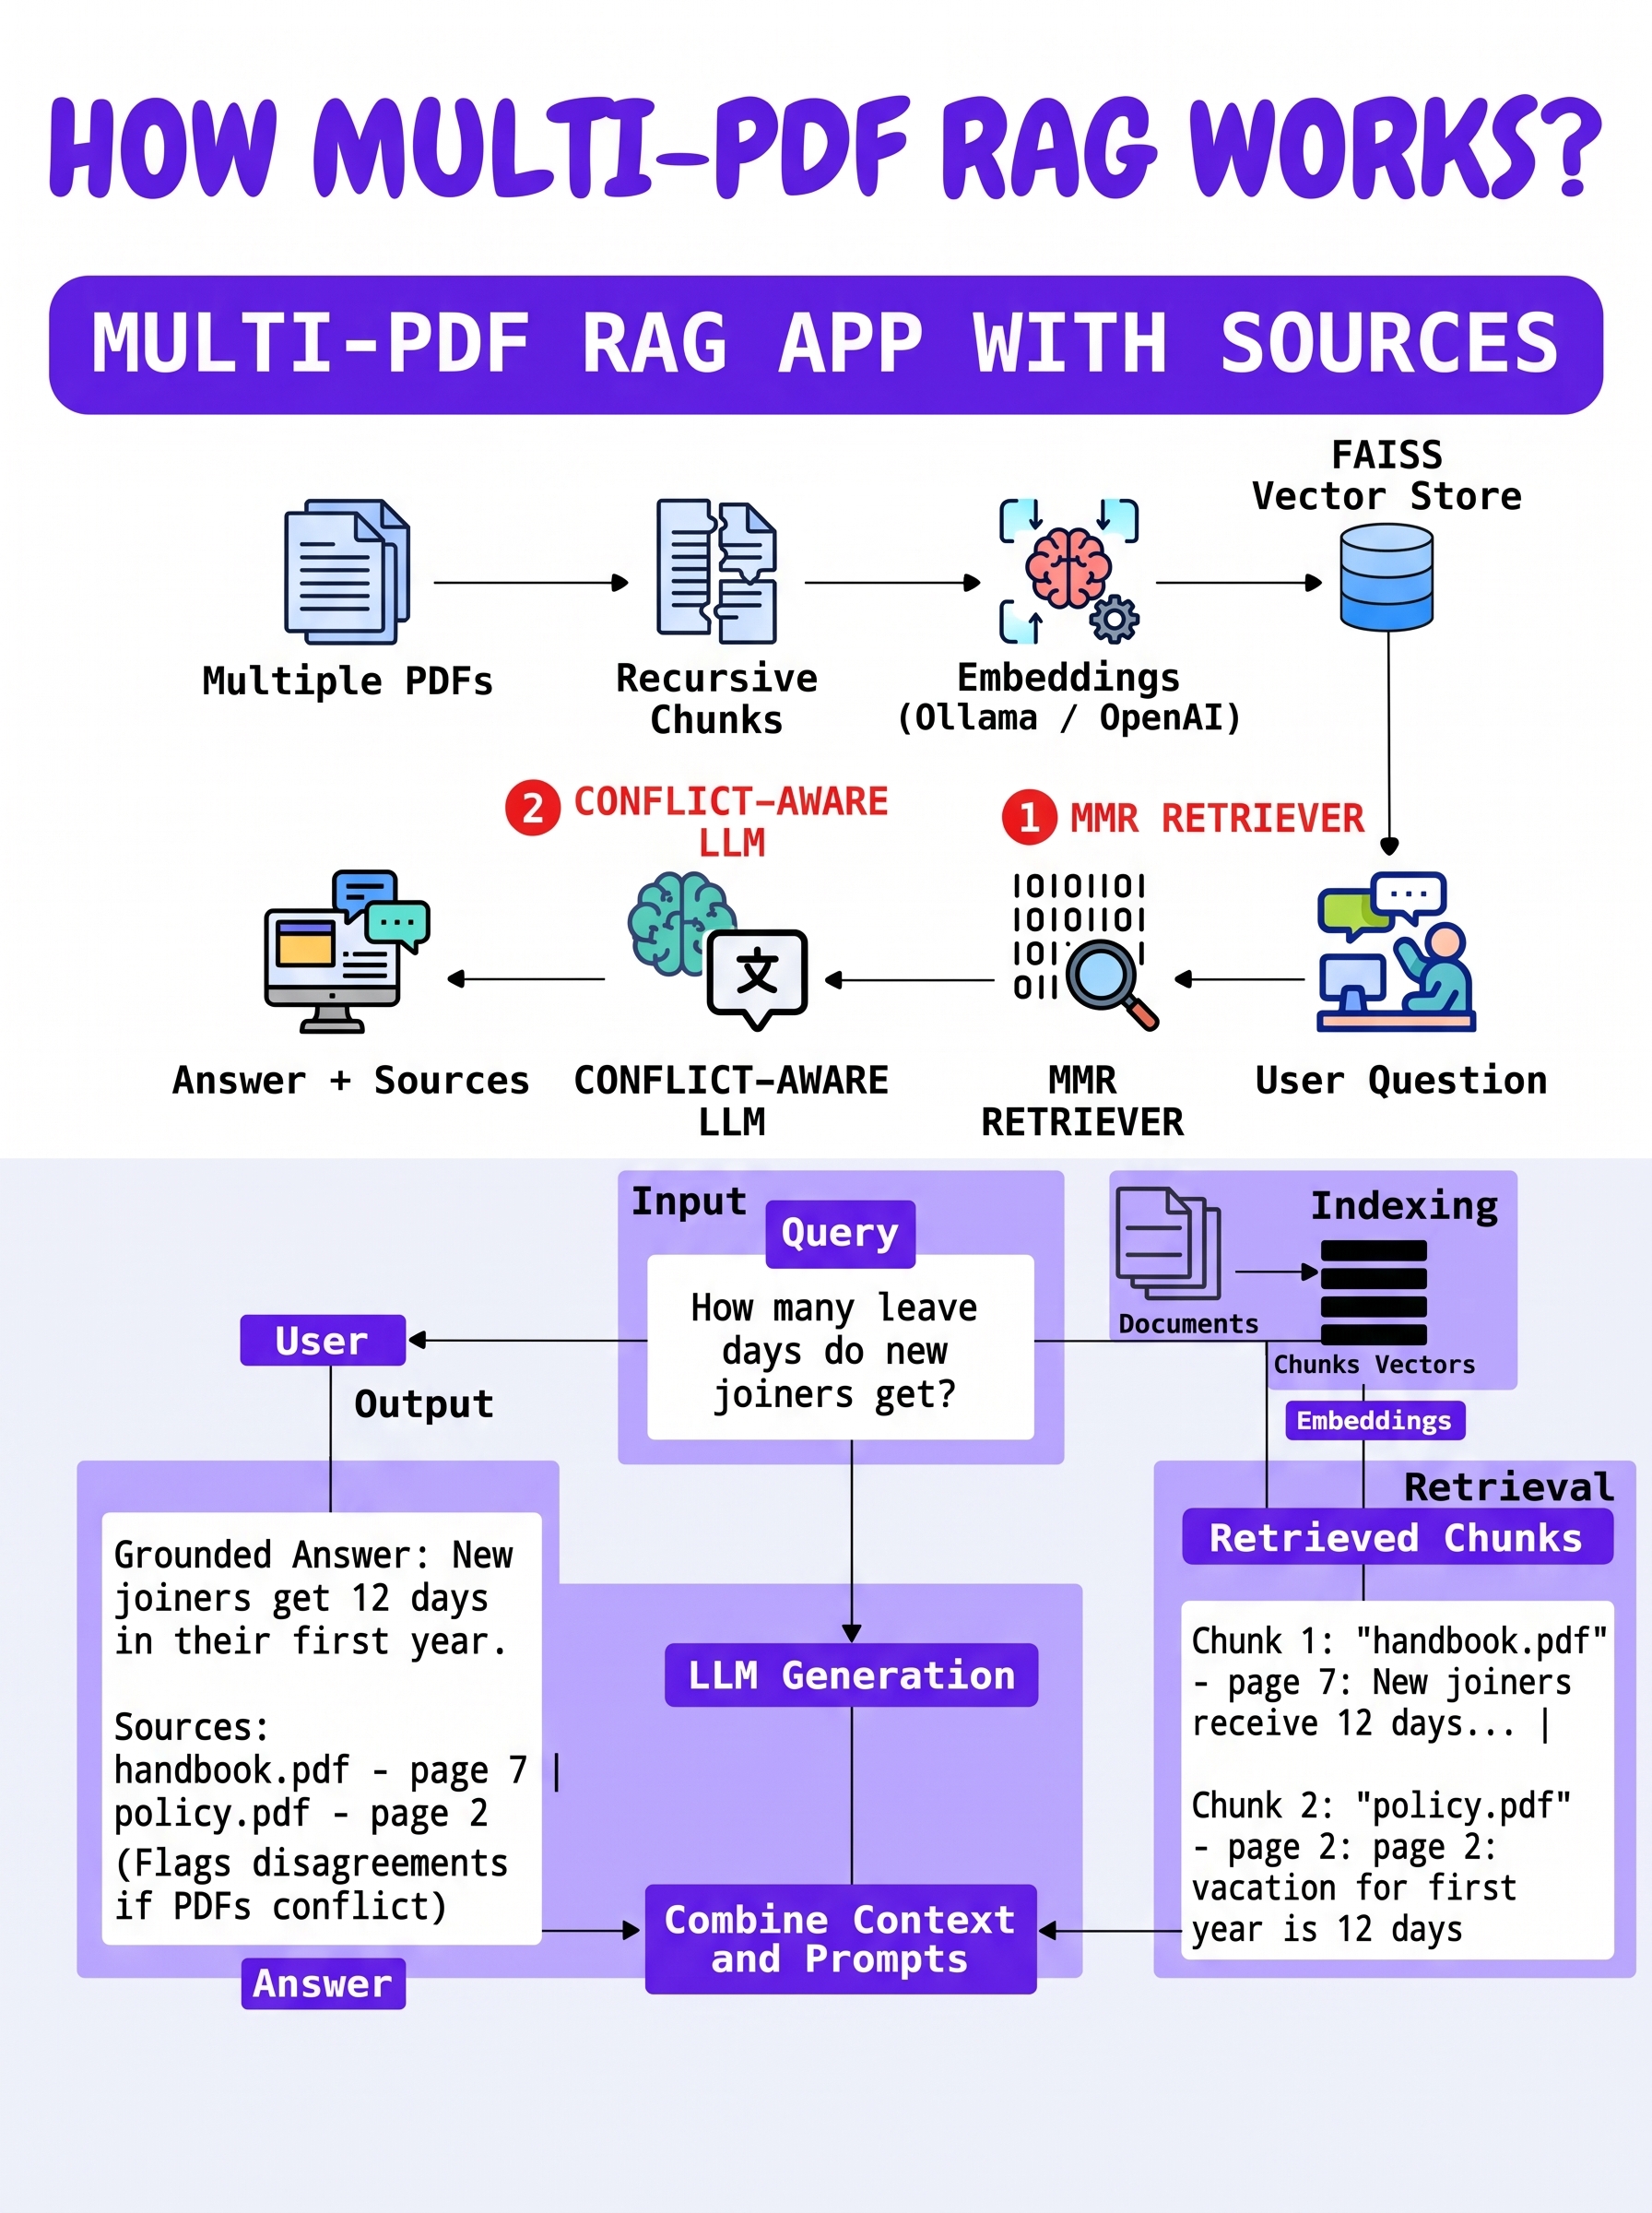 HOW MULTI-PDF RAG WORKS?
MULTI-PDF RAG APP WITH SOURCES
Multiple PDFs
Recursive
Chunks
Embeddings
(Ollama / OpenAI)
FAISS
Vector Store
2 CONFLICT-AWARE
LLM
1 MMR RETRIEVER
10101101
10101101
101 1
011
文
Answer + Sources
CONFLICT-AWARE
LLM
MMR
RETRIEVER
User Question
Input
Query
How many leave
days do new
joiners get?
Indexing
Documents
Chunks Vectors
Embeddings
User
Output
Retrieval
Retrieved Chunks
Chunk 1: "handbook.pdf"
- page 7: New joiners
receive 12 days... |
Chunk 2: "policy.pdf"
- page 2: page 2:
vacation for first
year is 12 days
Grounded Answer: New
joiners get 12 days
in their first year.
Sources:
handbook.pdf - page 7 |
policy.pdf - page 2
(Flags disagreements
if PDFs conflict)
Answer
LLM Generation
Combine Context
and Prompts